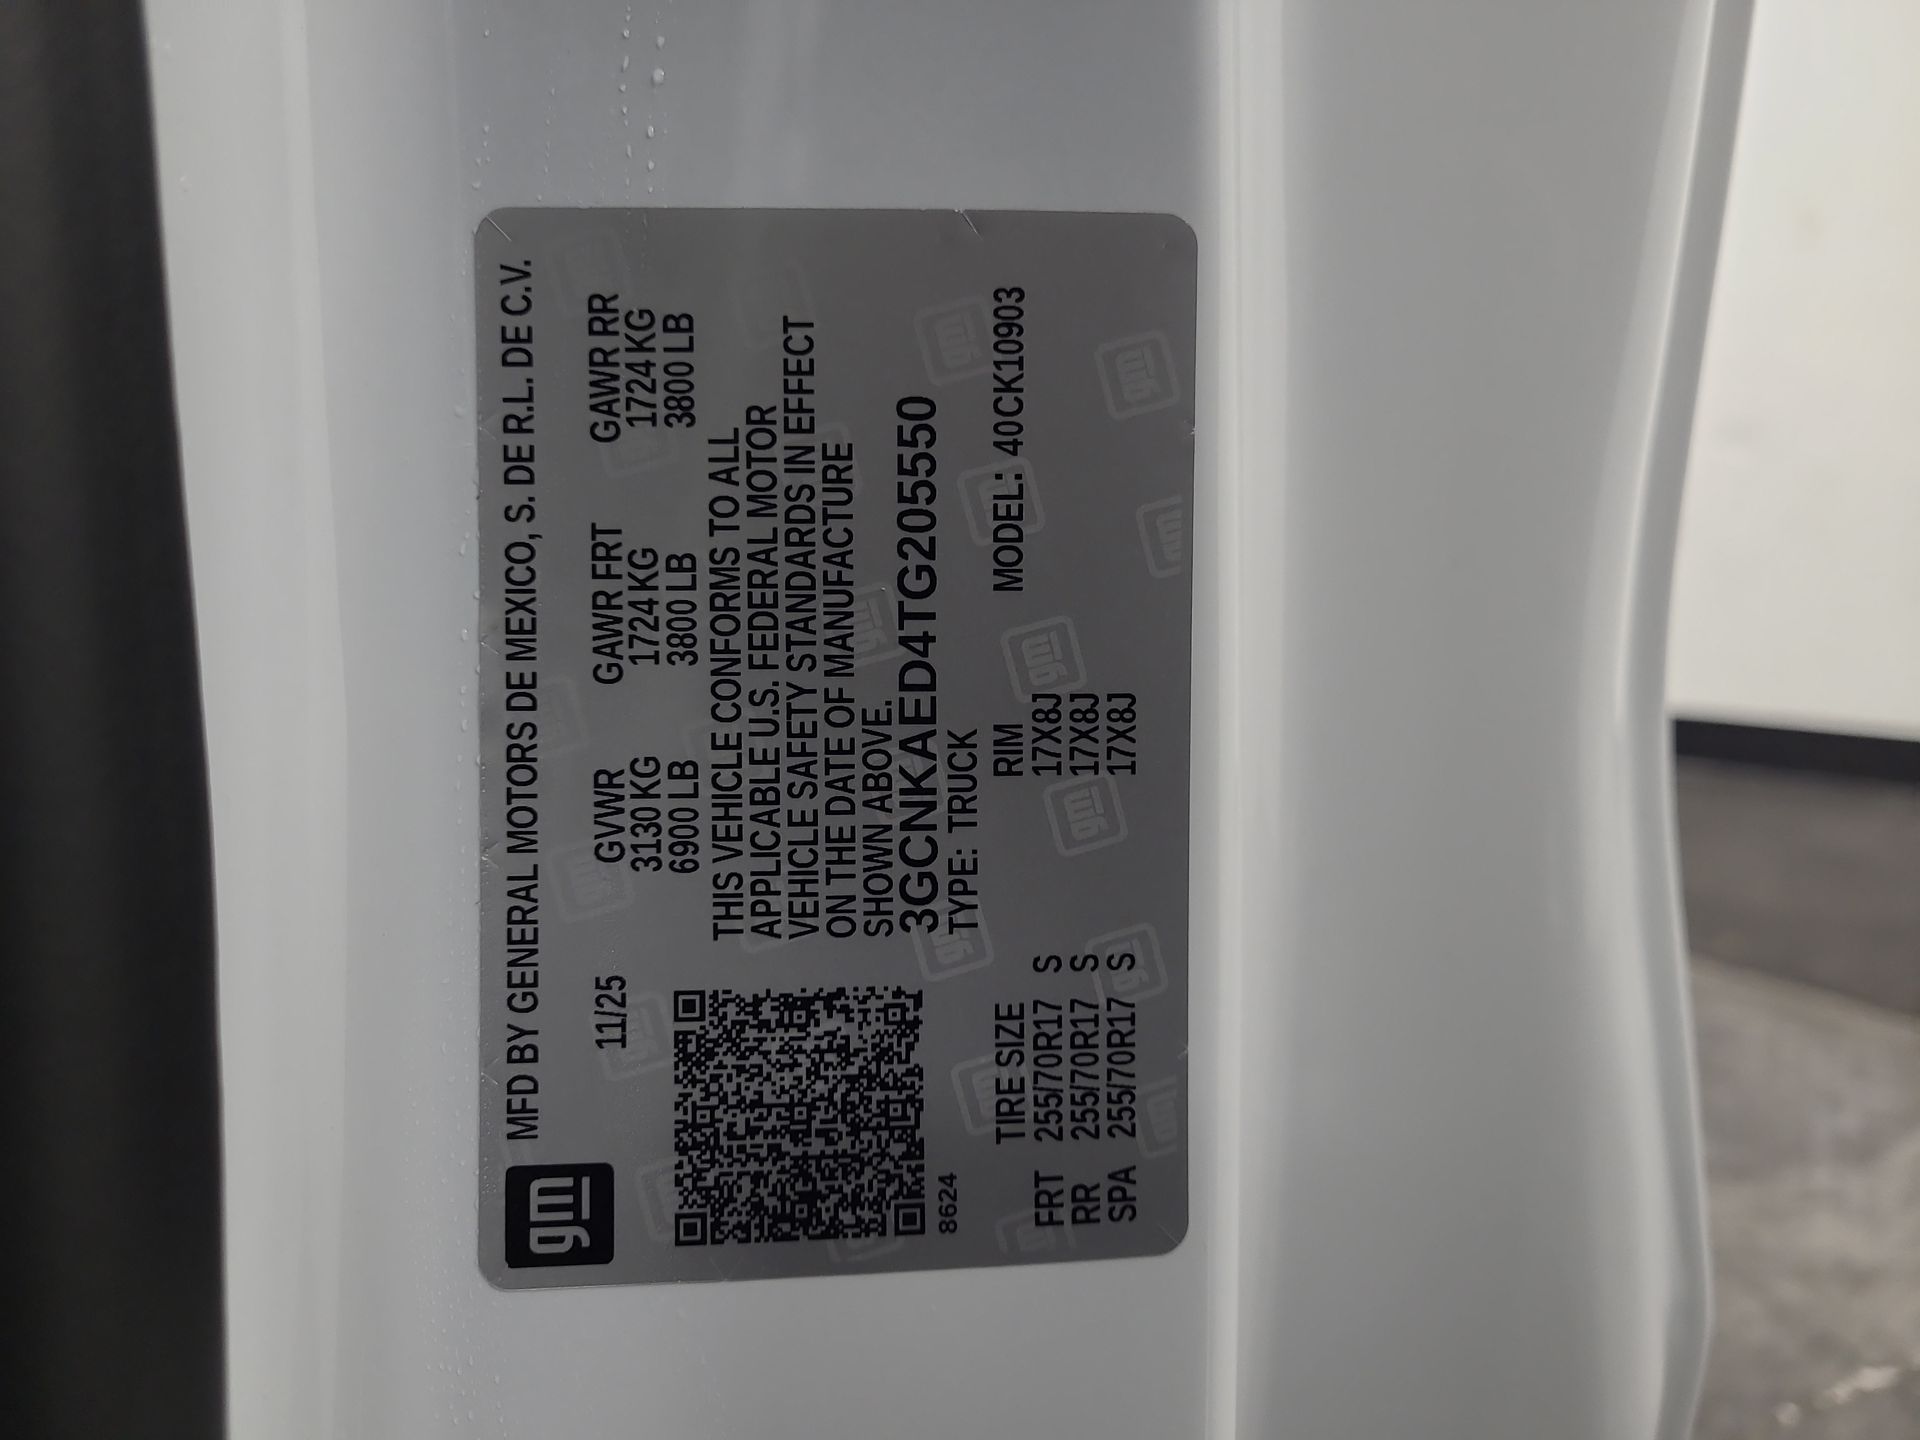 gm
MFD BY GENERAL MOTORS DE MEXICO, S. DE R.L. DE C.V.
11/25 GVWR GAWR FRT GAWR RR
3130 KG 1724 KG 1724 KG
6900 LB 3800 LB 3800 LB
THIS VEHICLE CONFORMS TO ALL
APPLICABLE U.S. FEDERAL MOTOR
VEHICLE SAFETY STANDARDS IN EFFECT
ON THE DATE OF MANUFACTURE
SHOWN ABOVE.
3GCNKAED4TG205550
8624 TYPE: TRUCK
TIRE SIZE RIM MODEL: 40CK10903
FRT 255/70R17 S 17X8J
RR 255/70R17 S 17X8J
SPA 255/70R17 S 17X8J